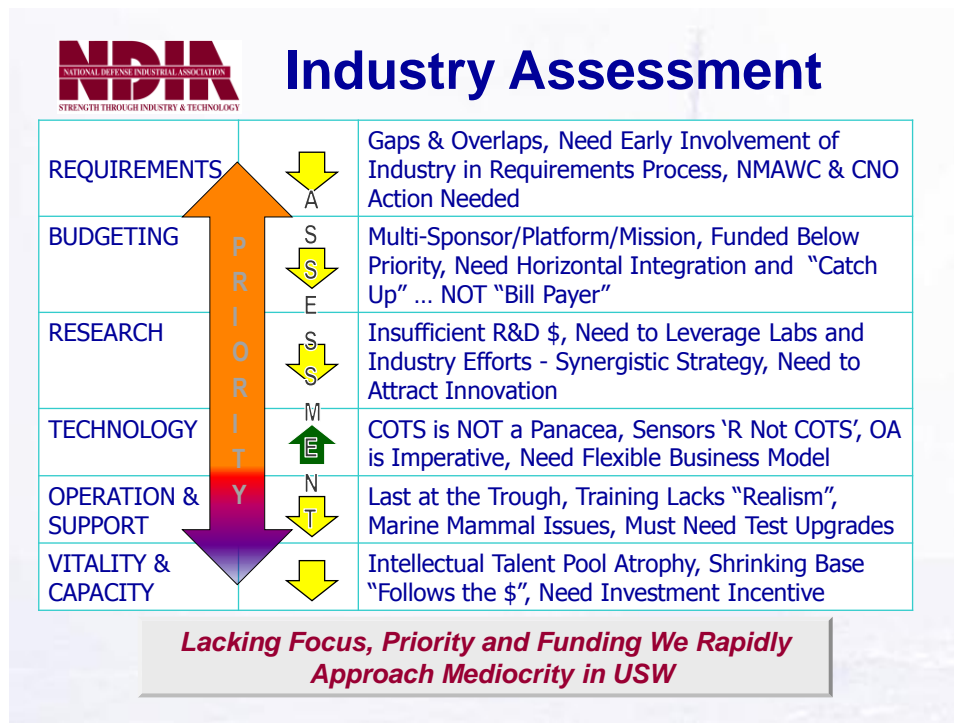 NDIA
NATIONAL DEFENSE INDUSTRIAL ASSOCIATION
STRENGTH THROUGH INDUSTRY & TECHNOLOGY
Industry Assessment
PRIORITY
ASSESSMENT
REQUIREMENTS
Gaps & Overlaps, Need Early Involvement of
Industry in Requirements Process, NMAWC & CNO
Action Needed
BUDGETING
Multi-Sponsor/Platform/Mission, Funded Below
Priority, Need Horizontal Integration and “Catch
Up” … NOT “Bill Payer”
RESEARCH
Insufficient R&D $, Need to Leverage Labs and
Industry Efforts - Synergistic Strategy, Need to
Attract Innovation
TECHNOLOGY
COTS is NOT a Panacea, Sensors ‘R Not COTS’, OA
is Imperative, Need Flexible Business Model
OPERATION &
SUPPORT
Last at the Trough, Training Lacks “Realism”,
Marine Mammal Issues, Must Need Test Upgrades
VITALITY &
CAPACITY
Intellectual Talent Pool Atrophy, Shrinking Base
“Follows the $”, Need Investment Incentive
Lacking Focus, Priority and Funding We Rapidly
Approach Mediocrity in USW